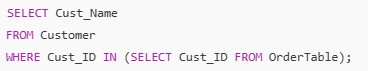 SELECT Cust_Name
FROM Customer
WHERE Cust_ID IN (SELECT Cust_ID FROM OrderTable);